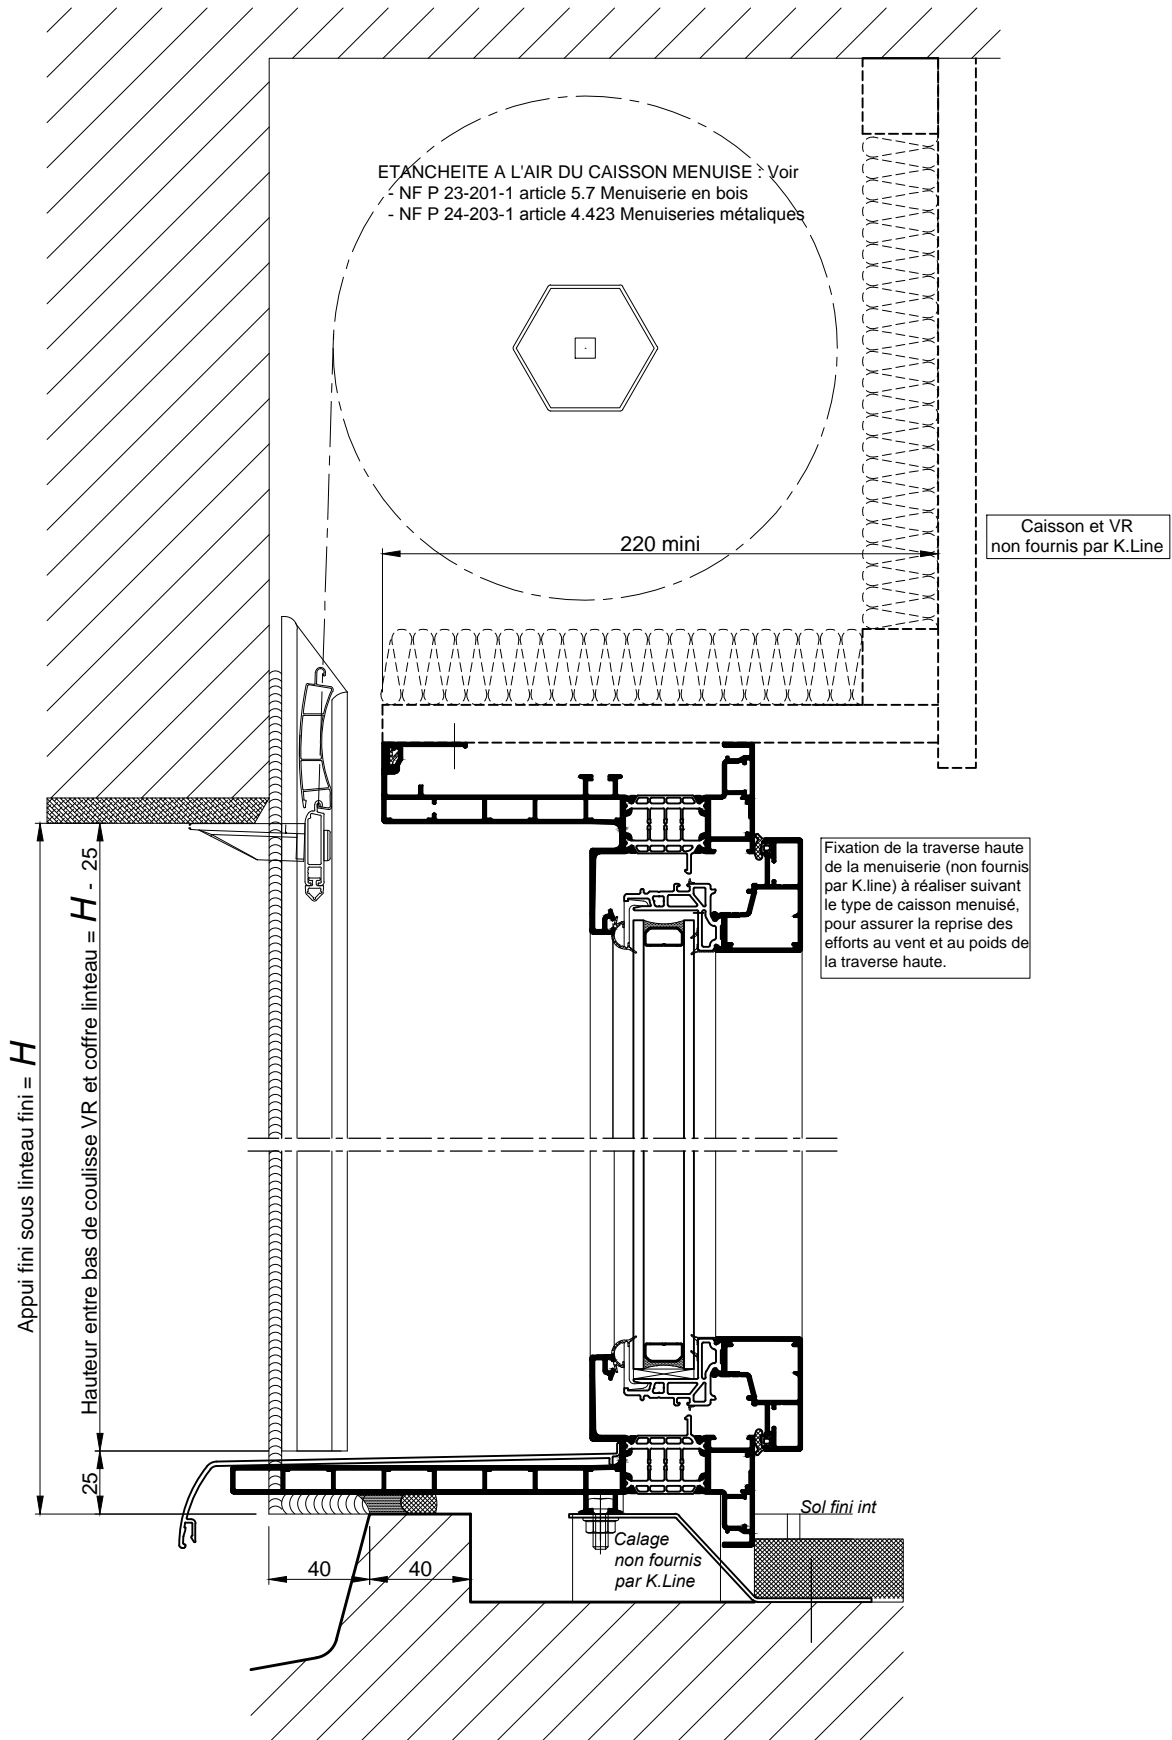 ETANCHEITE A L'AIR DU CAISSON MENUISE : Voir
- NF P 23-201-1 article 5.7 Menuiserie en bois
- NF P 24-203-1 article 4.423 Menuiseries métaliques
220 mini
Caisson et VR
non fournis par K.Line
Fixation de la traverse haute
de la menuiserie (non fournis
par K.line) à réaliser suivant
le type de caisson menuisé,
pour assurer la reprise des
efforts au vent et au poids de
la traverse haute.
Appui fini sous linteau fini = H
Hauteur entre bas de coulisse VR et coffre linteau = H - 25
25
40
40
Calage
non fournis
par K.Line
Sol fini int